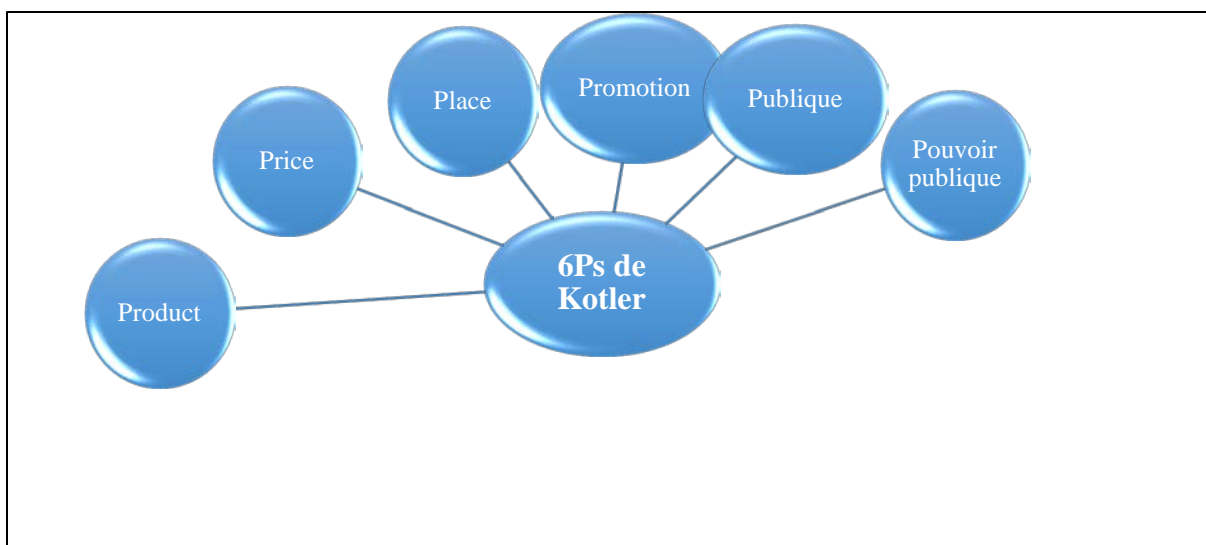 Product
Price
Place
Promotion
Publique
Pouvoir
publique
6Ps de
Kotler